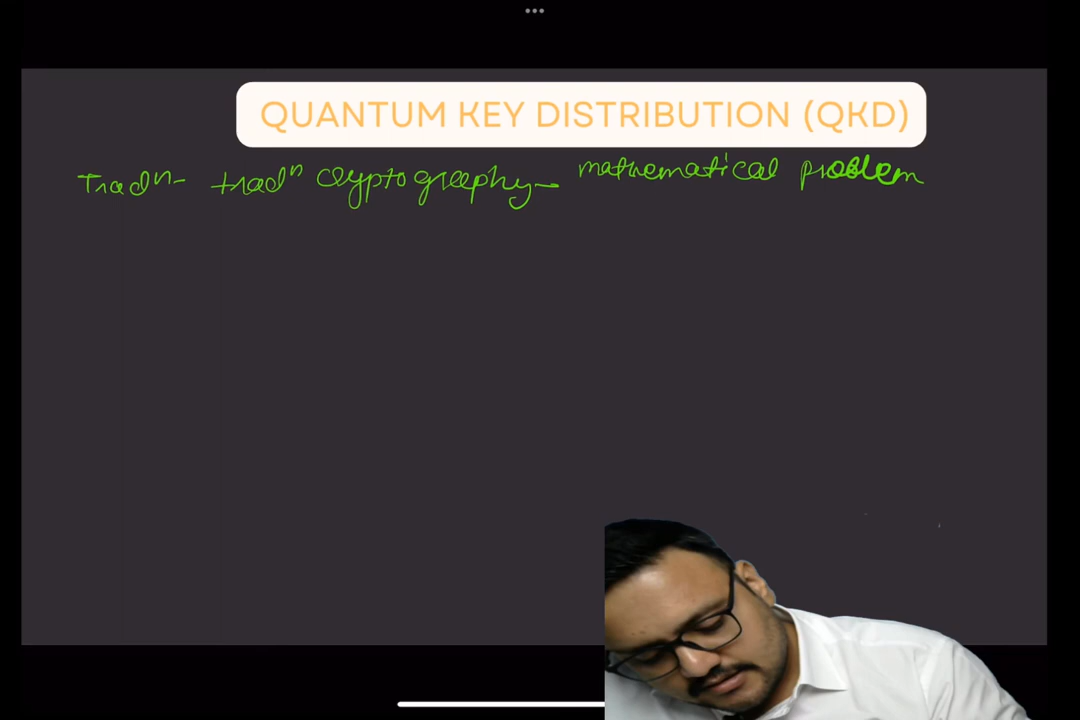 QUANTUM KEY DISTRIBUTION (QKD)
Tradⁿ- tradⁿ cryptography- mathematical problem